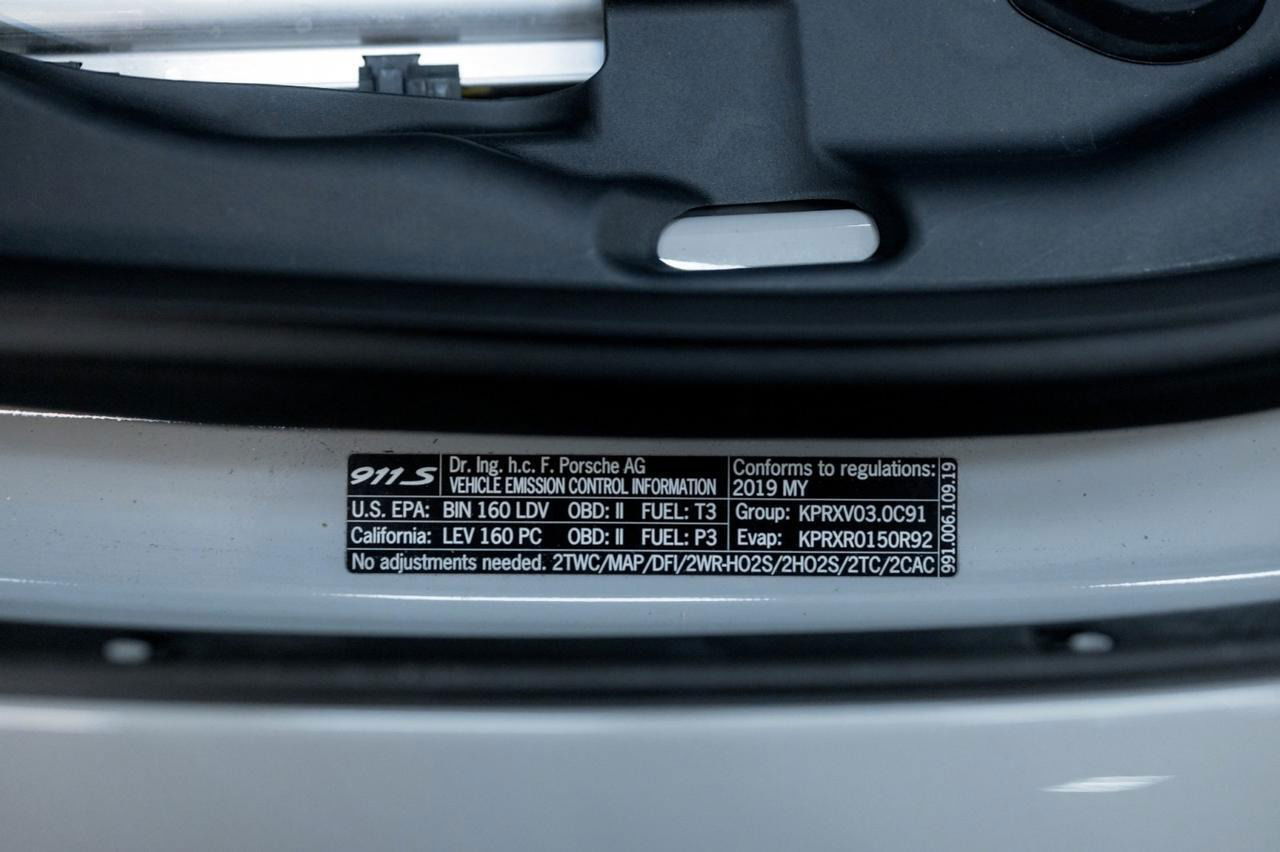 911 S
Dr. Ing. h.c. F. Porsche AG
VEHICLE EMISSION CONTROL INFORMATION
Conforms to regulations:
2019 MY
U.S. EPA: BIN 160 LDV OBD: II FUEL: T3
Group: KPRXV03.0C91
California: LEV 160 PC OBD: II FUEL: P3
Evap: KPRXR0150R92
No adjustments needed. 2TWC/MAP/DFI/2WR-HO2S/2HO2S/2TC/2CAC
991.006.109.19